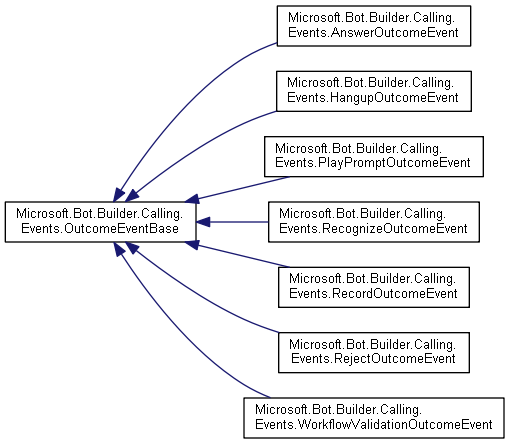 Microsoft.Bot.Builder.Calling.
Events.AnswerOutcomeEvent
Microsoft.Bot.Builder.Calling.
Events.HangupOutcomeEvent
Microsoft.Bot.Builder.Calling.
Events.PlayPromptOutcomeEvent
Microsoft.Bot.Builder.Calling.
Events.OutcomeEventBase
Microsoft.Bot.Builder.Calling.
Events.RecognizeOutcomeEvent
Microsoft.Bot.Builder.Calling.
Events.RecordOutcomeEvent
Microsoft.Bot.Builder.Calling.
Events.RejectOutcomeEvent
Microsoft.Bot.Builder.Calling.
Events.WorkflowValidationOutcomeEvent